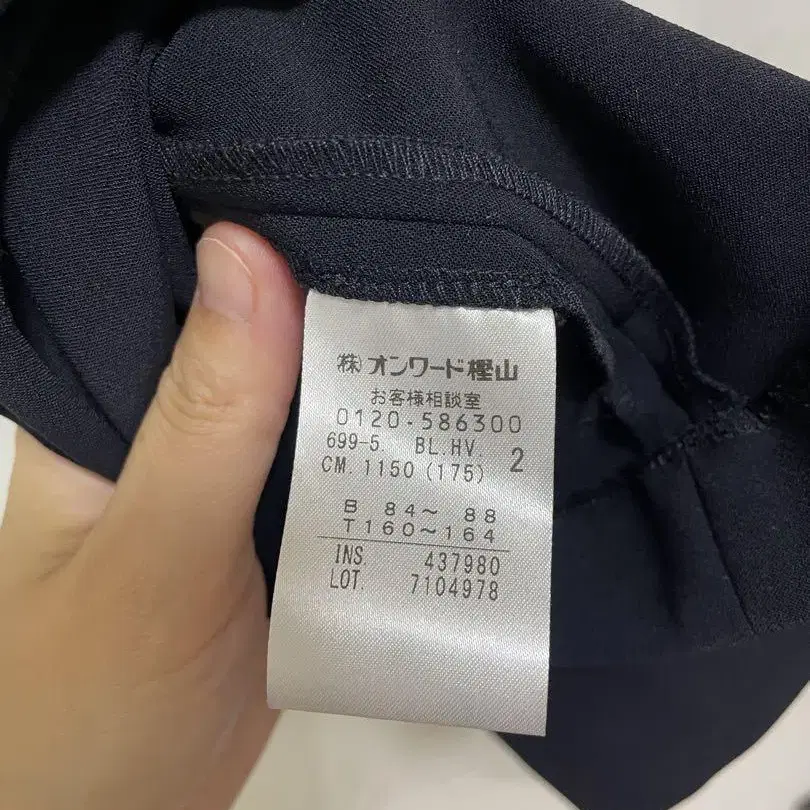 ㈱オンワード樫山
お客様相談室
0120-586300
699-5. BL.HV. 2
CM. 1150 (175)
B 84～ 88
T160～164
INS. 437980
LOT. 7104978